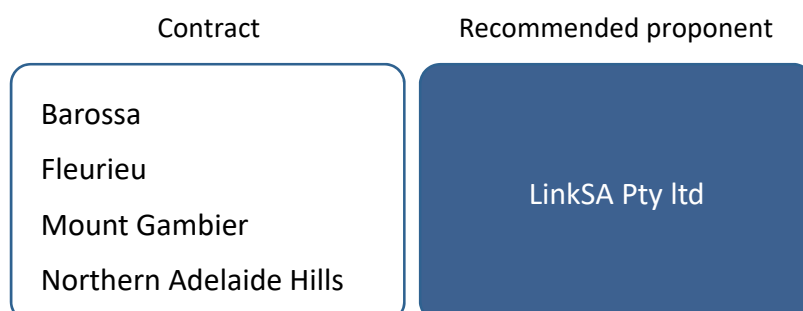 Contract
Recommended proponent
Barossa
Fleurieu
Mount Gambier
Northern Adelaide Hills
LinkSA Pty ltd